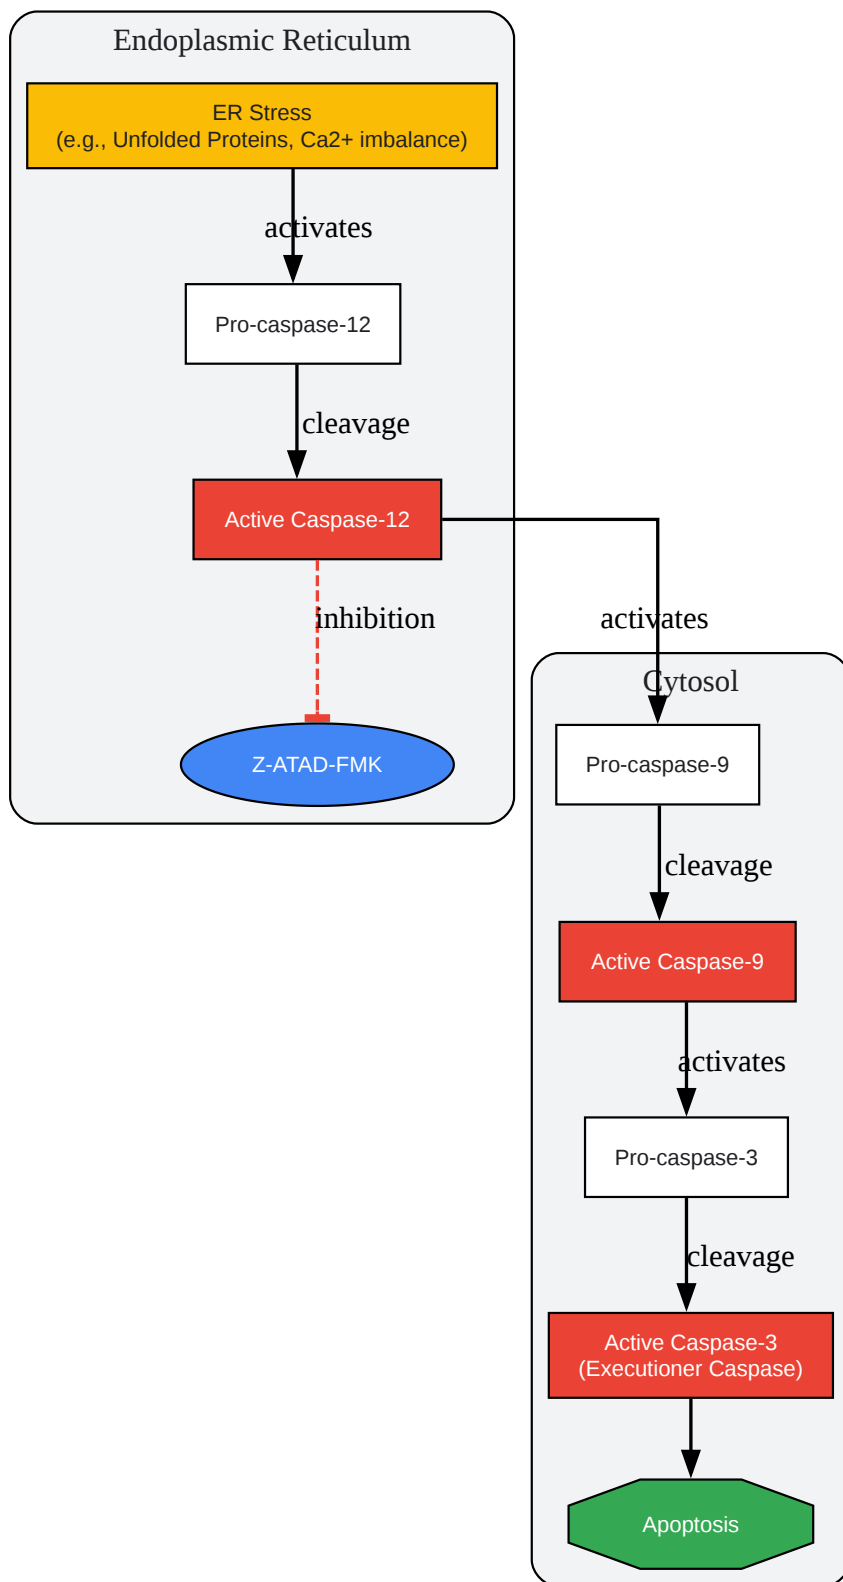 Endoplasmic Reticulum
ER Stress
(e.g., Unfolded Proteins, Ca2+ imbalance)
activates
Pro-caspase-12
cleavage
Active Caspase-12
inhibition
Z-ATAD-FMK
activates
Cytosol
Pro-caspase-9
cleavage
Active Caspase-9
activates
Pro-caspase-3
cleavage
Active Caspase-3
(Executioner Caspase)
Apoptosis